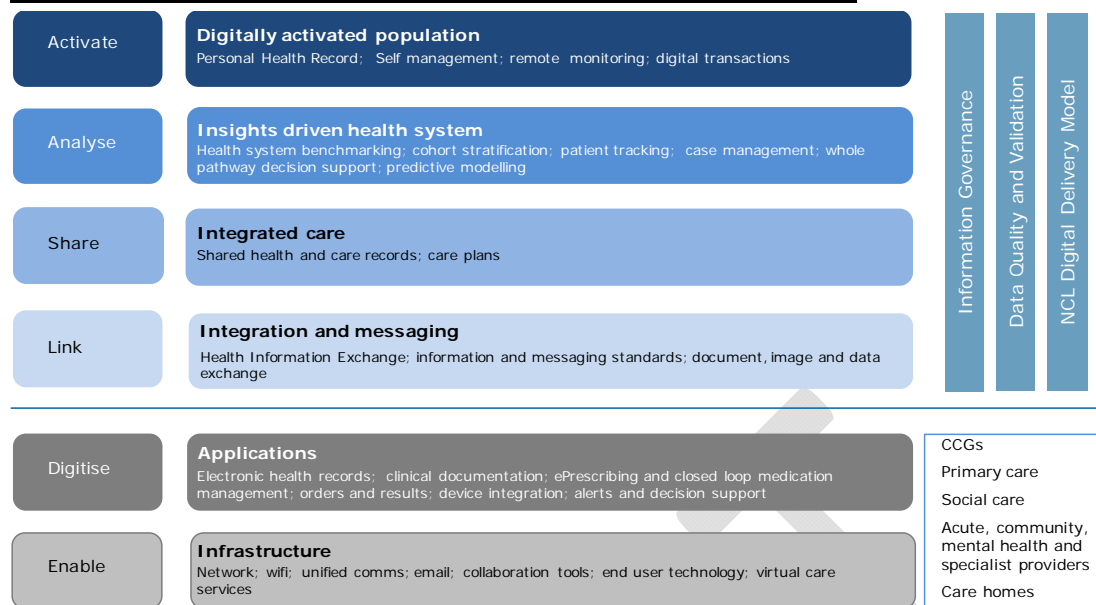 Activate
Digitally activated population
Personal Health Record; Self management; remote monitoring; digital transactions
Analyse
Insights driven health system
Health system benchmarking; cohort stratification; patient tracking; case management; whole
pathway decision support; predictive modelling
Share
Integrated care
Shared health and care records; care plans
Link
Integration and messaging
Health Information Exchange; information and messaging standards; document, image and data
exchange
Information Governance
Data Quality and Validation
NCL Digital Delivery Model
Digitise
Applications
Electronic health records; clinical documentation; ePrescribing and closed loop medication
management; orders and results; device integration; alerts and decision support
Enable
Infrastructure
Network; wifi; unified comms; email; collaboration tools; end user technology; virtual care
services
CCGs
Primary care
Social care
Acute, community,
mental health and
specialist providers
Care homes